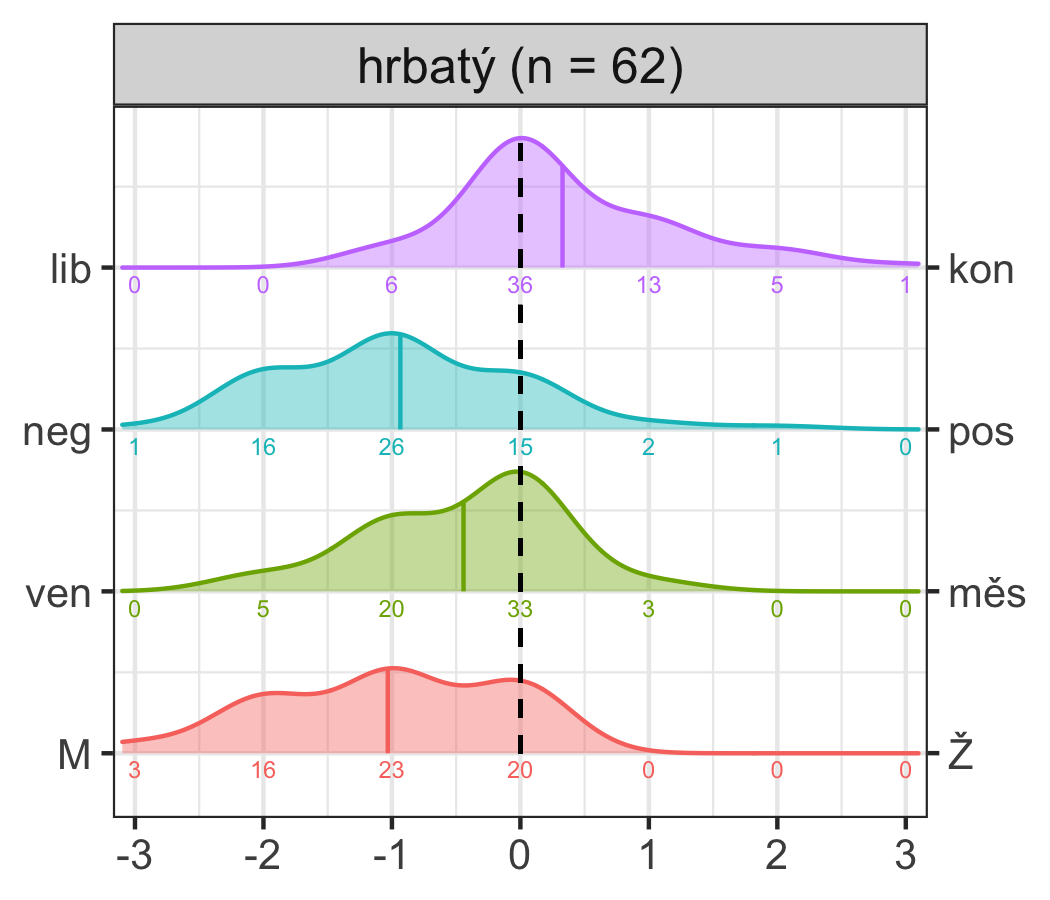 hrbatý (n = 62)
lib kon
0 0 6 36 13 5 1
neg pos
1 16 26 15 2 1 0
ven měs
0 5 20 33 3 0 0
M Ž
3 16 23 20 0 0 0
-3 -2 -1 0 1 2 3